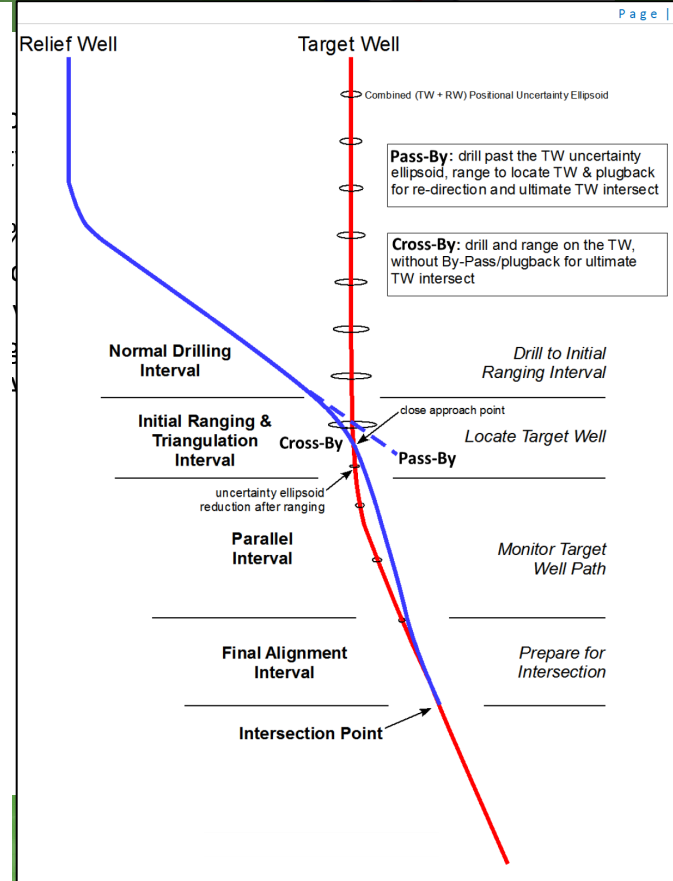 Page |
Relief Well
Target Well
Combined (TW + RW) Positional Uncertainty Ellipsoid
Pass-By: drill past the TW uncertainty
ellipsoid, range to locate TW & plugback
for re-direction and ultimate TW intersect
Cross-By: drill and range on the TW,
without By-Pass/plugback for ultimate
TW intersect
Normal Drilling
Interval
Drill to Initial
Ranging Interval
close approach point
Initial Ranging &
Triangulation
Interval
Cross-By
Locate Target Well
Pass-By
uncertainty ellipsoid
reduction after ranging
Parallel
Interval
Monitor Target
Well Path
Final Alignment
Interval
Prepare for
Intersection
Intersection Point